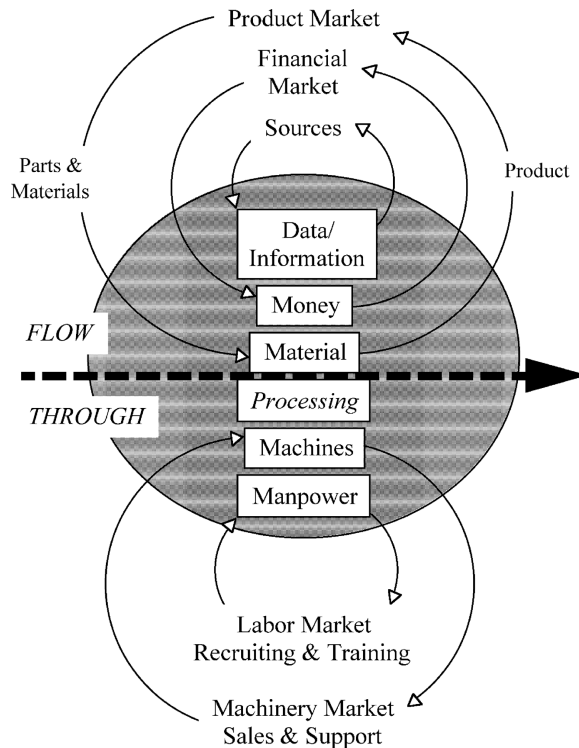 Product Market
Financial
Market
Sources
Parts &
Materials
Product
Data/
Information
Money
Material
FLOW
THROUGH
Processing
Machines
Manpower
Labor Market
Recruiting & Training
Machinery Market
Sales & Support